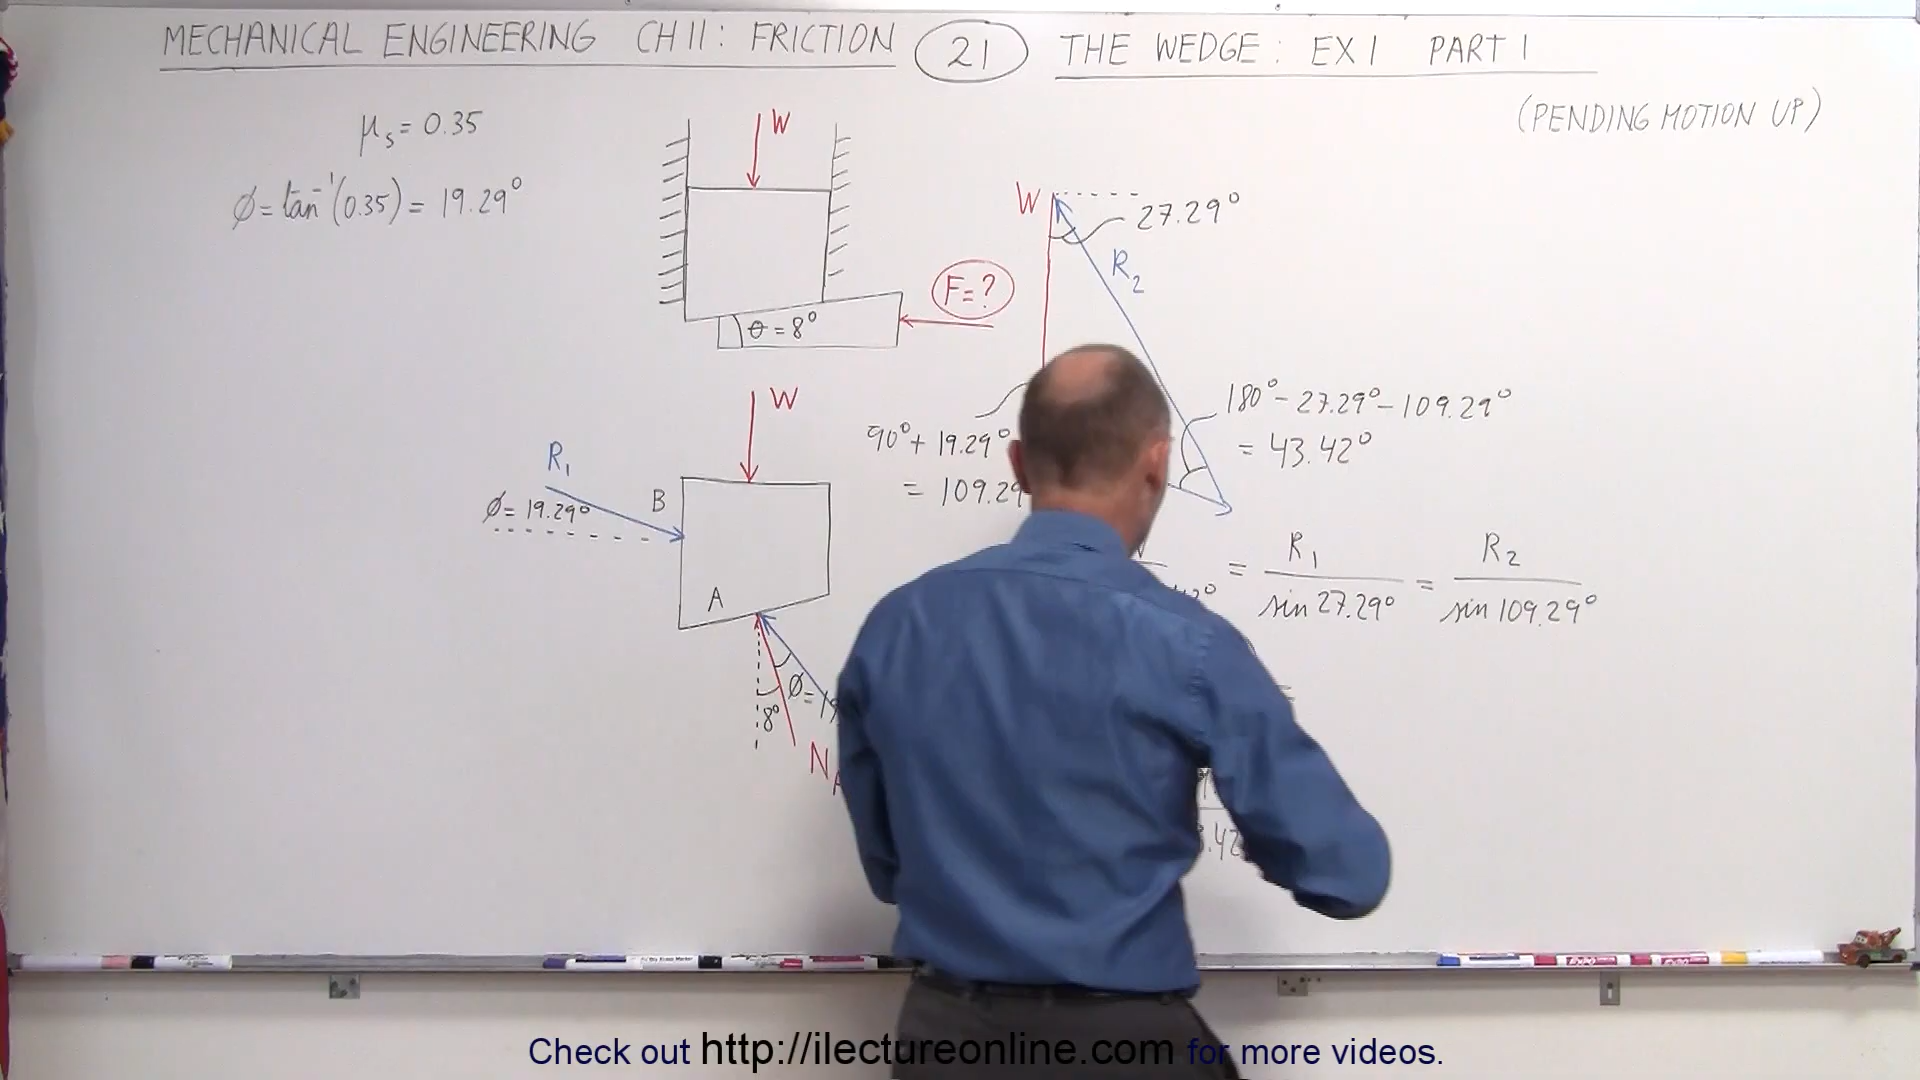 MECHANICAL ENGINEERING CH 11: FRICTION 21 THE WEDGE: EX 1 PART 1
(PENDING MOTION UP)
μs = 0.35
ø = tan⁻¹(0.35) = 19.29°
W
F = ?
θ = 8°
W
27.29°
R2
90° + 19.29°
= 109.29
180° - 27.29° - 109.29°
= 43.42°
W
R1
ø = 19.29°
B
A
8°
ø =
N
= R1 / sin 27.29° = R2 / sin 109.29°
Check out http://ilectureonline.com for more videos.